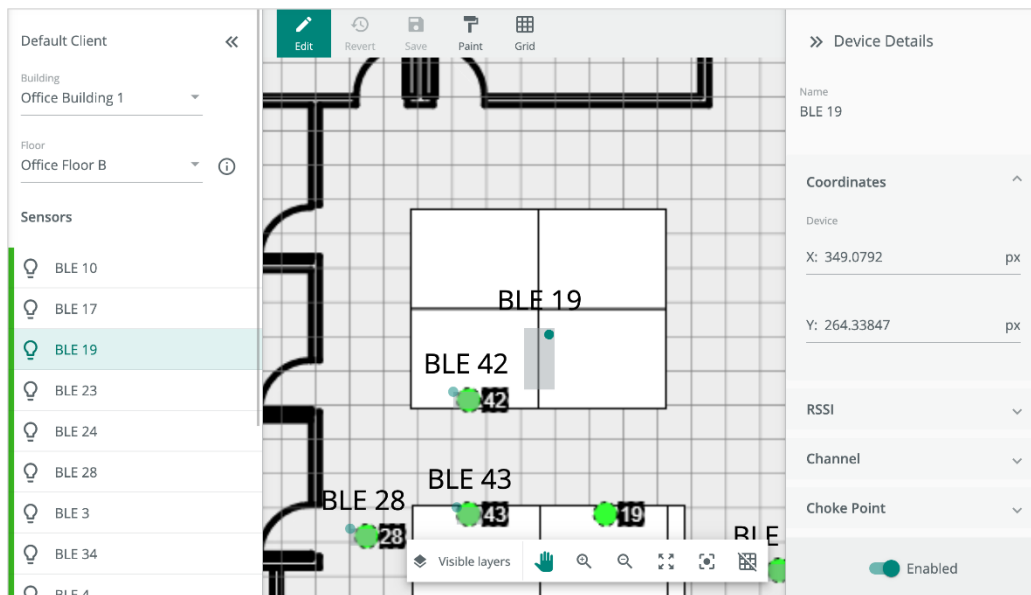 Default Client
Building
Office Building 1
Floor
Office Floor B
Sensors
BLE 10
BLE 17
BLE 19
BLE 23
BLE 24
BLE 28
BLE 3
BLE 34
BLE 4
Edit
Revert
Save
Paint
Grid
BLE 19
BLE 42
42
BLE 43
43
19
BLE 28
28
BLE
Visible layers
Device Details
Name
BLE 19
Coordinates
Device
X: 349.0792 px
Y: 264.33847 px
RSSI
Channel
Choke Point
Enabled